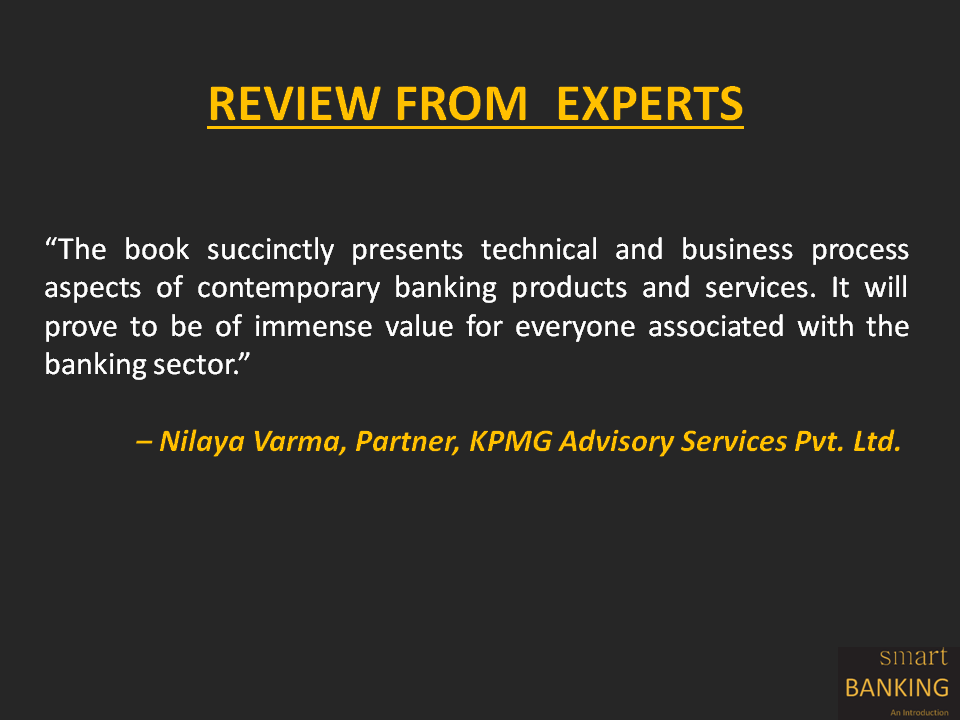 REVIEW FROM  EXPERTS
“The book succinctly presents technical and business process
aspects of contemporary banking products and services. It will
prove to be of immense value for everyone associated with the
banking sector.”
– Nilaya Varma, Partner, KPMG Advisory Services Pvt. Ltd.
smart
BANKING
An Introduction